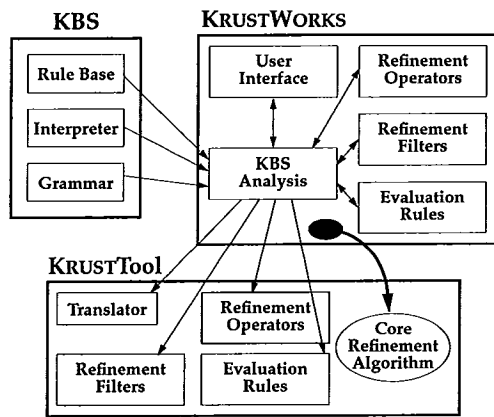 KBS
Rule Base
Interpreter
Grammar
KRUSTWORKS
User
Interface
Refinement
Operators
KBS
Analysis
Refinement
Filters
Evaluation
Rules
KRUSTTOOL
Translator
Refinement
Operators
Refinement
Filters
Evaluation
Rules
Core
Refinement
Algorithm